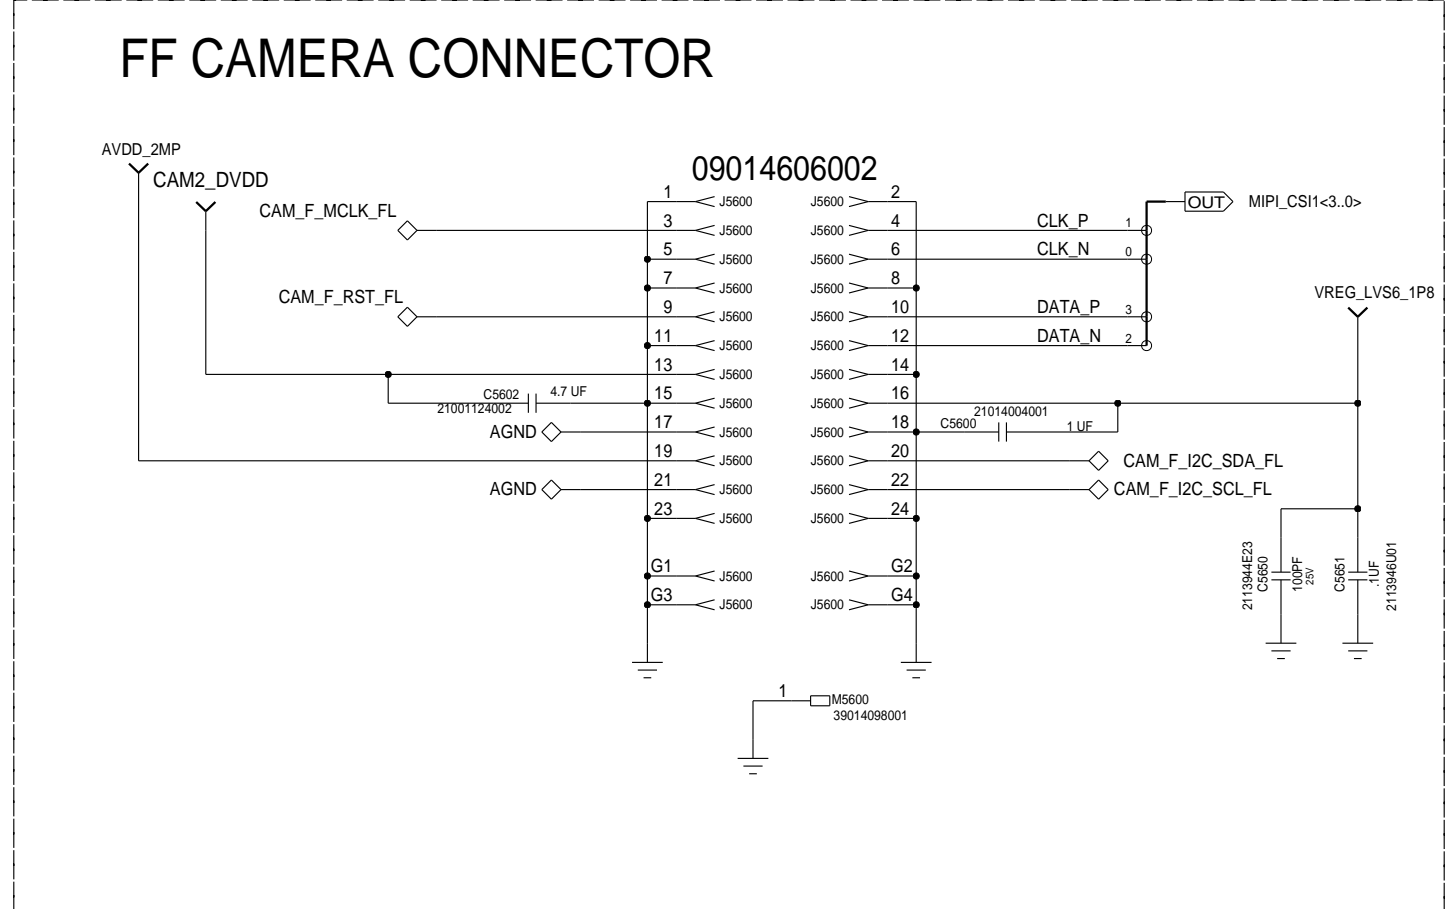 FF CAMERA CONNECTOR
AVDD_2MP
CAM2_DVDD
09014606002
CAM_F_MCLK_FL
1 J5600
J5600 2
3 J5600
J5600 4 CLK_P 1
OUT MIPI_CSI1<3..0>
5 J5600
J5600 6 CLK_N 0
7 J5600
J5600 8
CAM_F_RST_FL
9 J5600
J5600 10 DATA_P 3
VREG_LVS6_1P8
11 J5600
J5600 12 DATA_N 2
13 J5600
J5600 14
C5602 4.7 UF
21001124002
15 J5600
J5600 16
21014004001
AGND 17 J5600
J5600 18 C5600 1 UF
19 J5600
J5600 20 CAM_F_I2C_SDA_FL
AGND 21 J5600
J5600 22 CAM_F_I2C_SCL_FL
23 J5600
J5600 24
G1 J5600
J5600 G2
G3 J5600
J5600 G4
2113944E23
C5650
100PF
25V
C5651
.1UF
2113946U01
1 M5600
39014098001